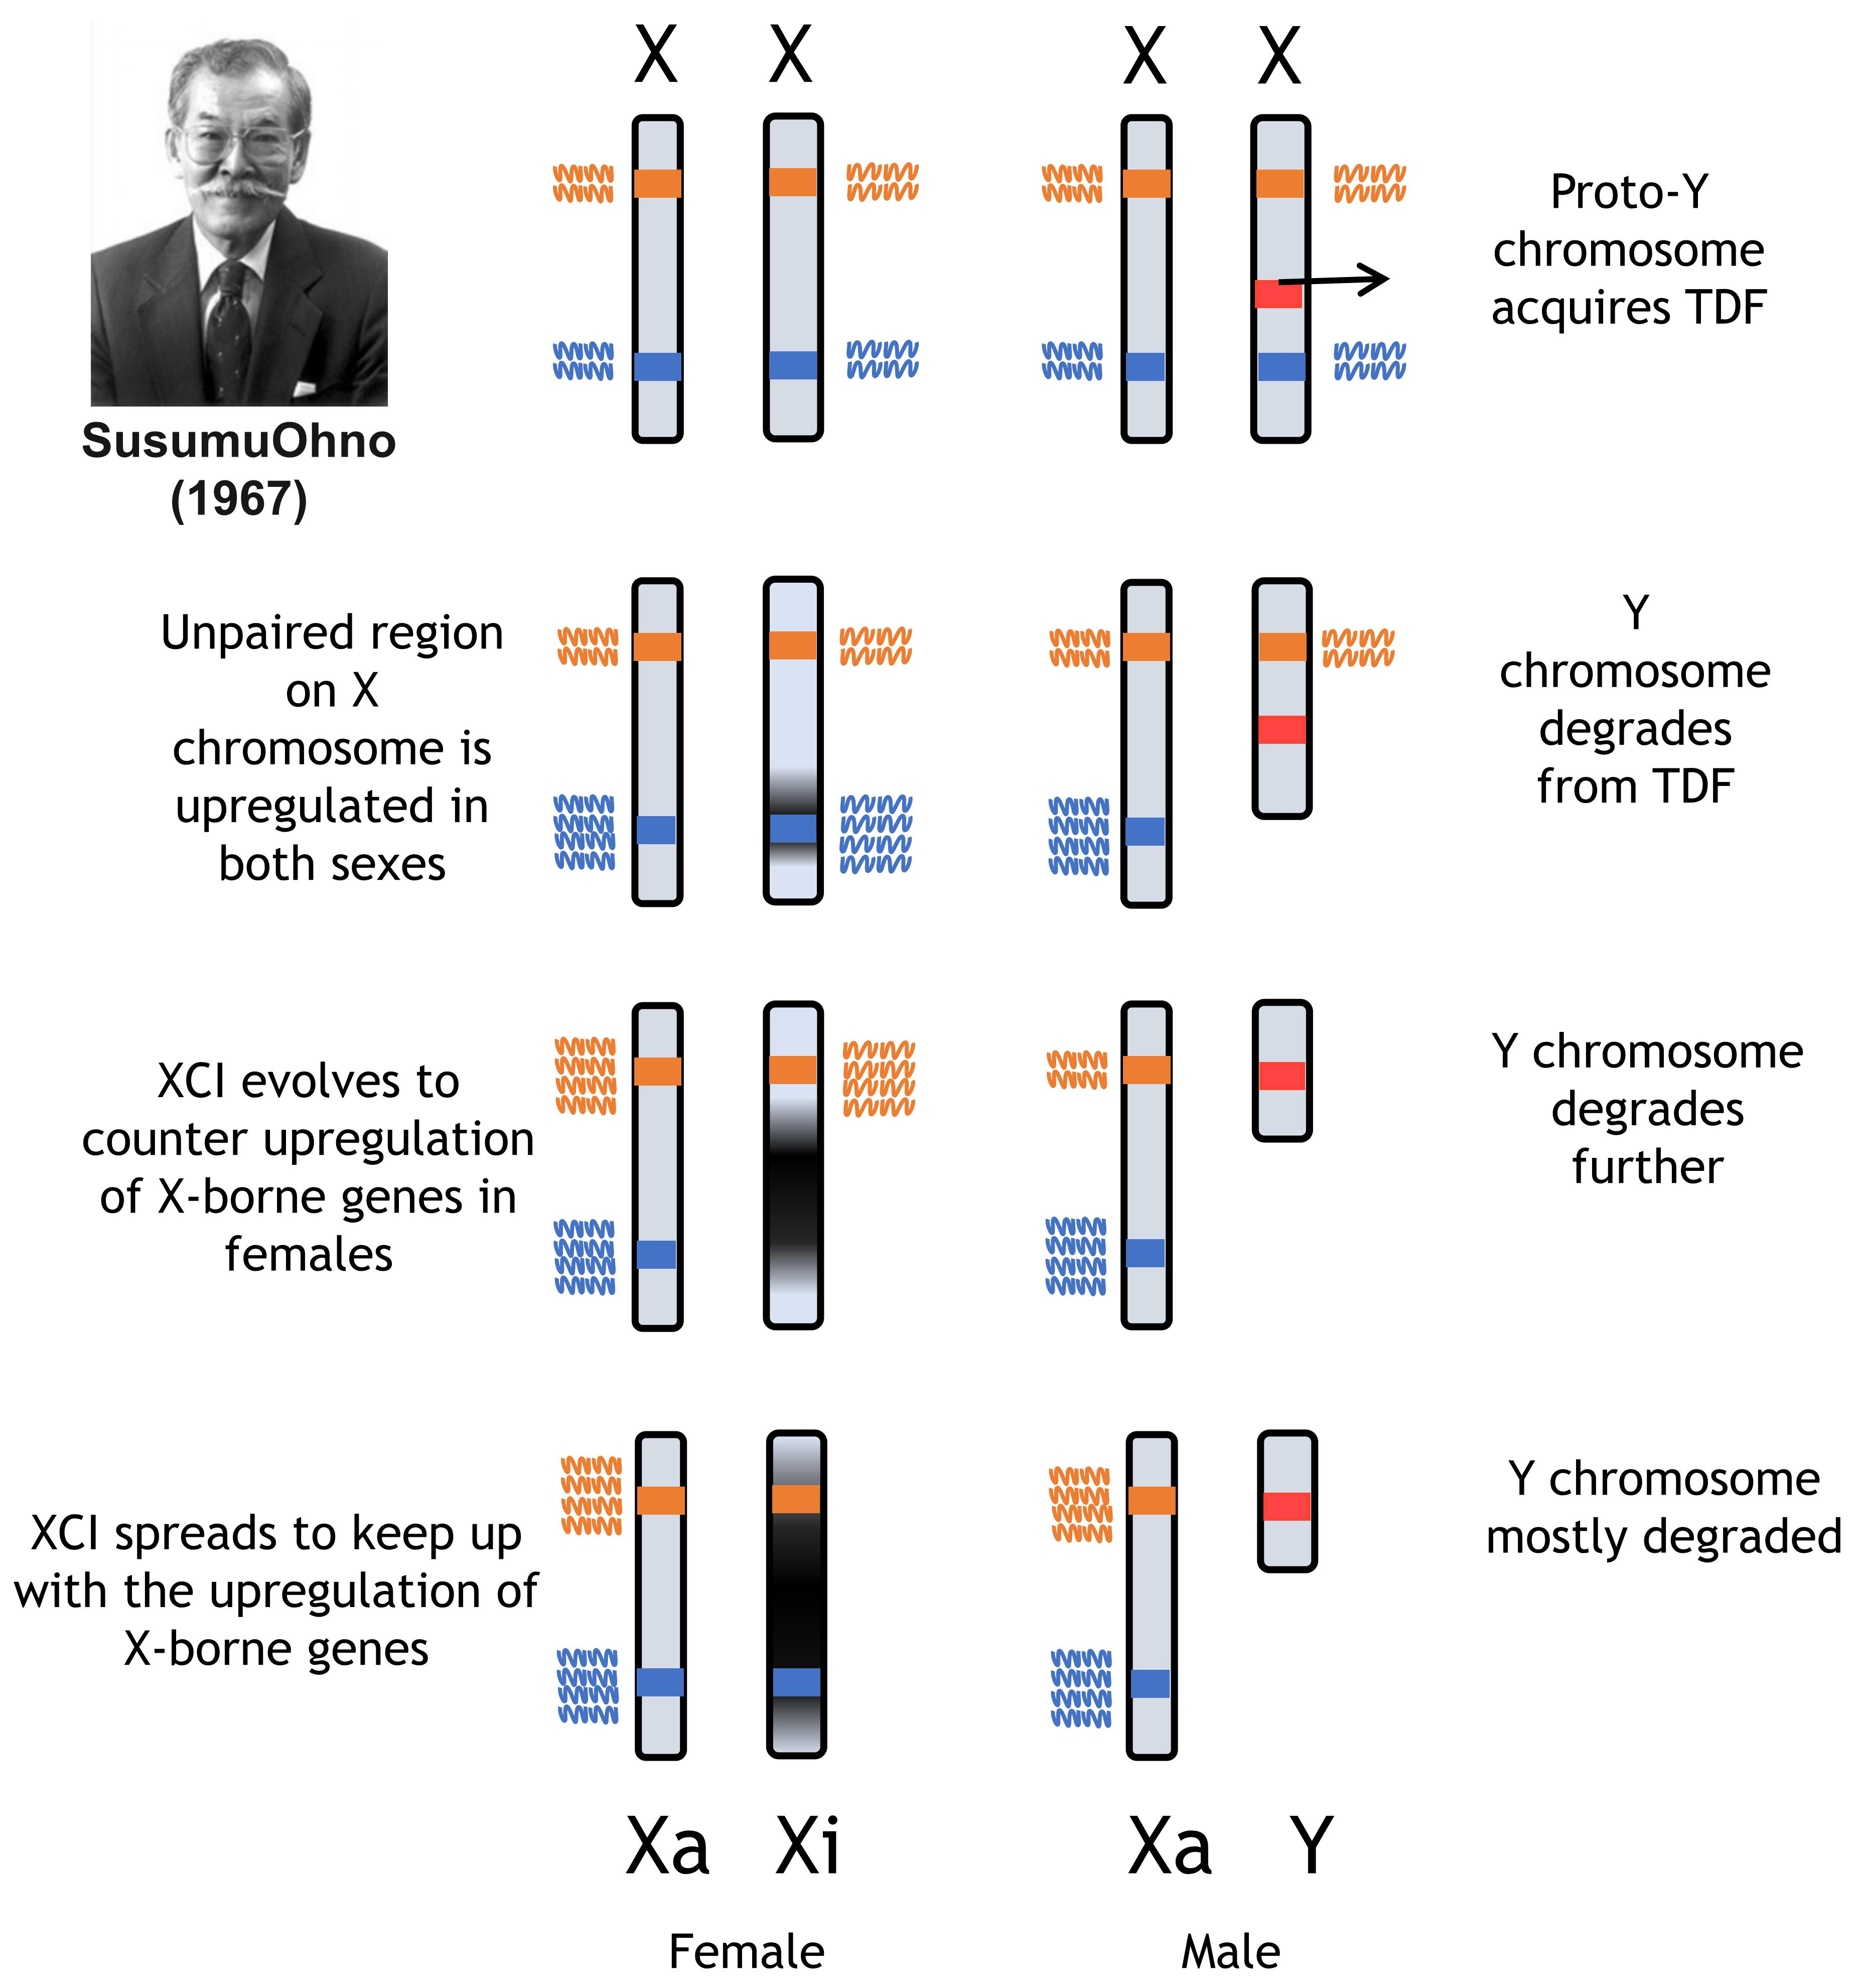 X X X X
Proto-Y
chromosome
acquires TDF
SusumuOhno
(1967)
Unpaired region
on X
chromosome is
upregulated in
both sexes
Y
chromosome
degrades
from TDF
XCI evolves to
counter upregulation
of X-borne genes in
females
Y chromosome
degrades
further
XCI spreads to keep up
with the upregulation of
X-borne genes
Y chromosome
mostly degraded
Xa Xi Xa Y
Female Male